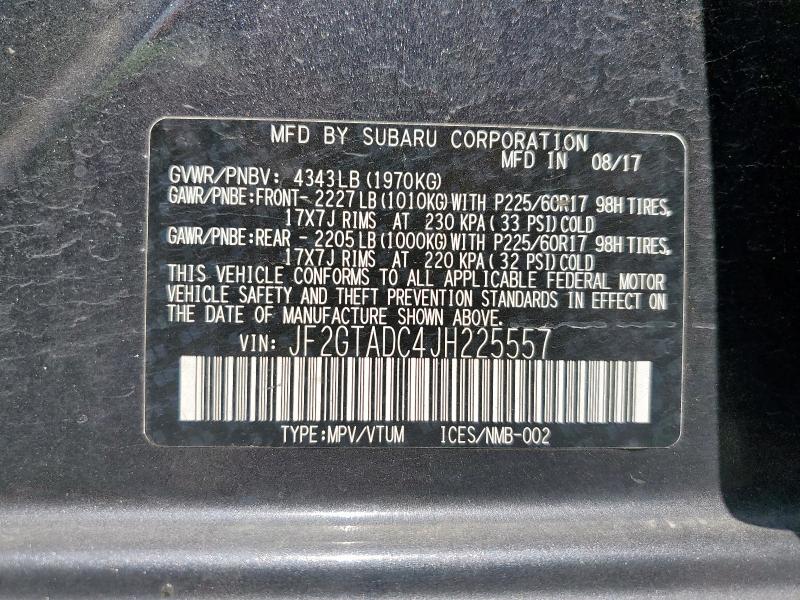 MFD BY SUBARU CORPORATION
MFD IN 08/17
GVWR/PNBV: 4343LB (1970KG)
GAWR/PNBE:FRONT- 2227 LB (1010KG) WITH P225/60R17 98H TIRES,
17X7J RIMS AT 230 KPA ( 33 PSI) COLD
GAWR/PNBE:REAR - 2205 LB (1000KG) WITH P225/60R17 98H TIRES,
17X7J RIMS AT 220 KPA ( 32 PSI) COLD
THIS VEHICLE CONFORMS TO ALL APPLICABLE FEDERAL MOTOR
VEHICLE SAFETY AND THEFT PREVENTION STANDARDS IN EFFECT ON
THE DATE OF MANUFACTURE SHOWN ABOVE.
VIN: JF2GTADC4JH225557
TYPE:MPV/VTUM ICES/NMB-002